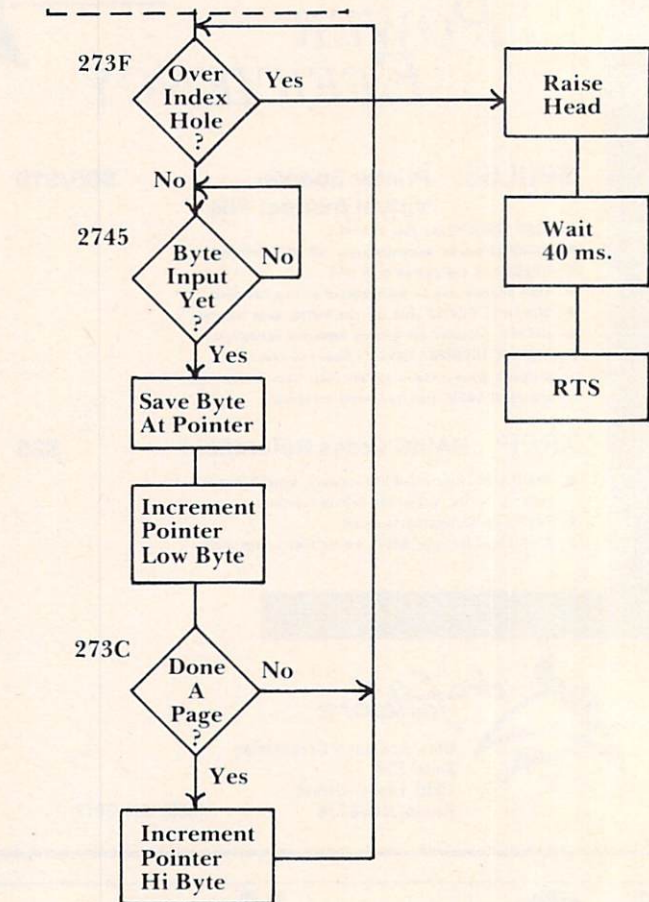 273F
Over
Index
Hole
?
Yes
Raise
Head
No
2745
Byte
Input
Yet
?
No
Wait
40 ms.
Yes
RTS
Save Byte
At Pointer
Increment
Pointer
Low Byte
273C
Done
A
Page
?
No
Yes
Increment
Pointer
Hi Byte